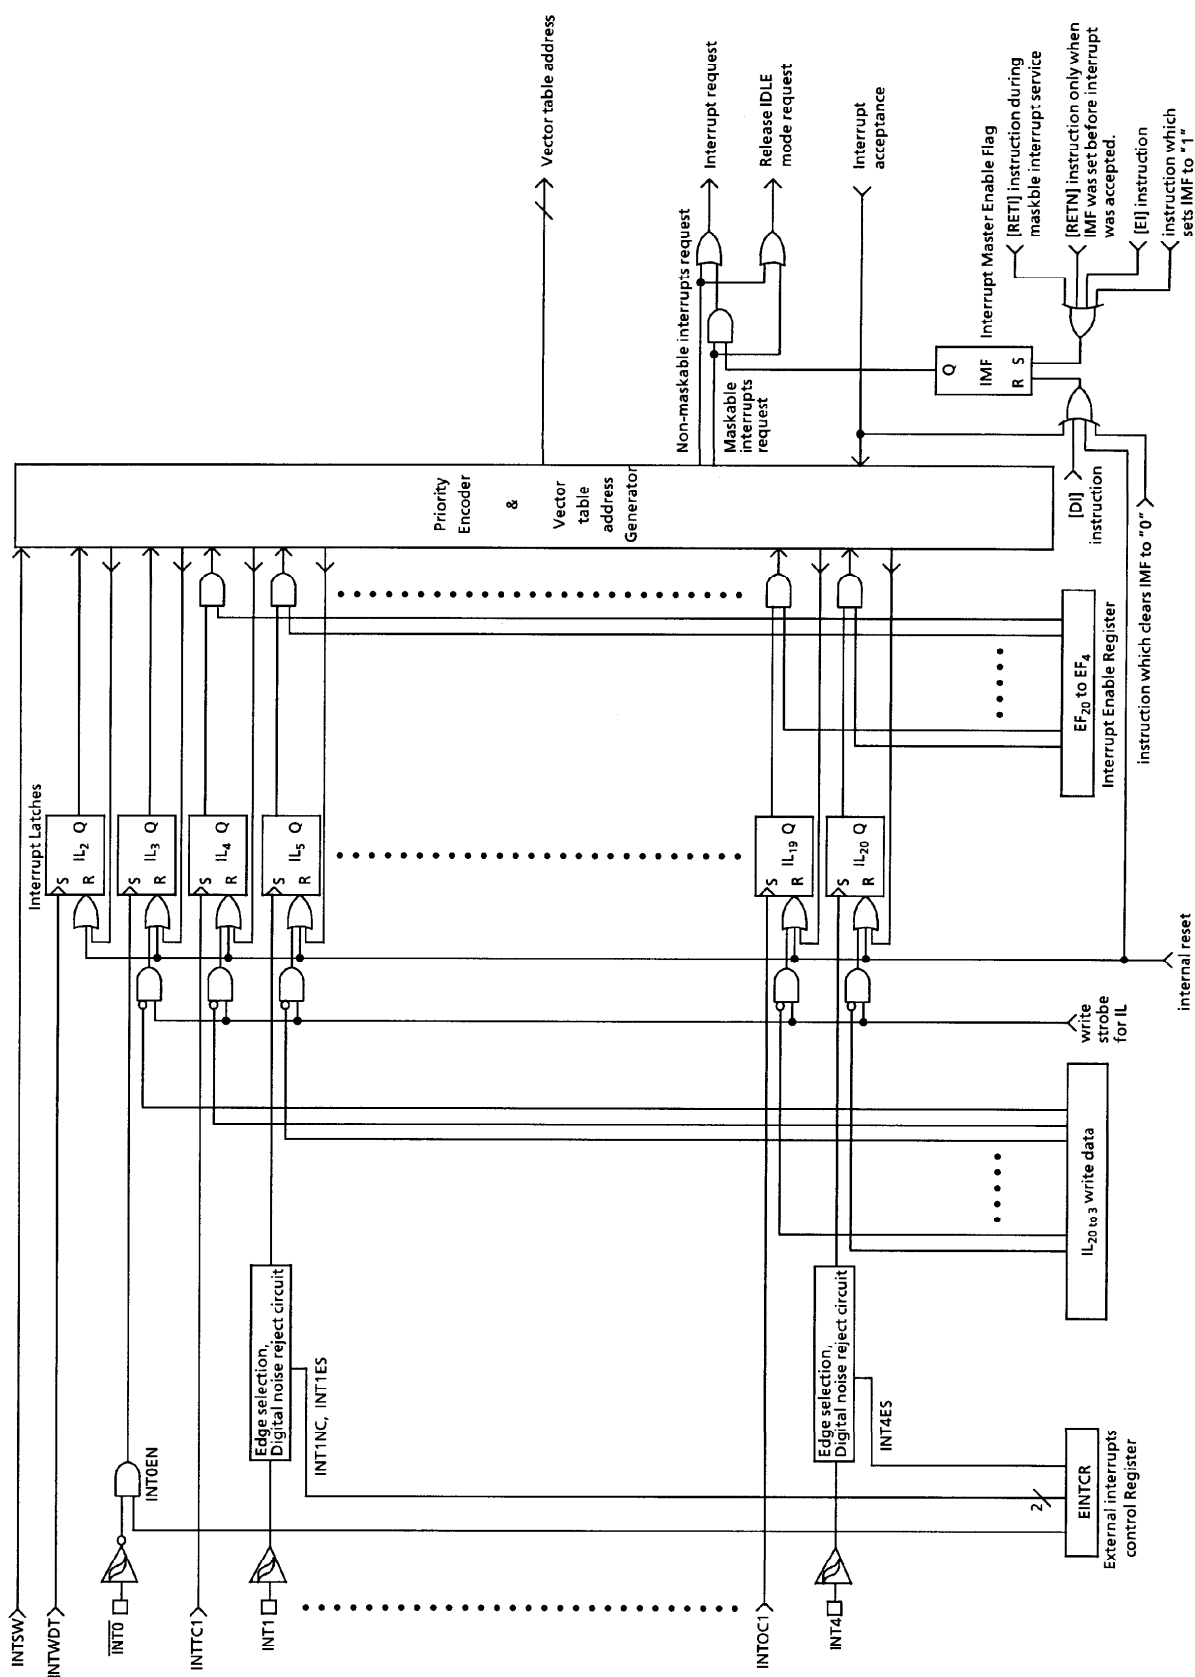 INTSW
INTWDT
INT0
INT0EN
INTTC1
INT1
Edge selection,
Digital noise reject circuit
INT1NC, INT1ES
INTOC1
INT4
Edge selection,
Digital noise reject circuit
INT4ES
2
EINTCR
External interrupts
control Register
IL20 to 3 write data
write
strobe
for IL
internal reset
Interrupt Latches
S
R
IL2 Q
S
R
IL3 Q
S
R
IL4 Q
S
R
IL5 Q
S
R
IL19 Q
S
R
IL20 Q
EF20 to EF4
Interrupt Enable Register
instruction which clears IMF to "0"
Priority
Encoder
&
Vector
table
address
Generator
[DI]
instruction
Vector table address
Non-maskable interrupts request
Maskable
interrupts
request
Interrupt request
Release IDLE
mode request
Interrupt
acceptance
Q
IMF
R S
Interrupt Master Enable Flag
[RETI] instruction during
maskble interrupt service
[RETN] instruction only when
IMF was set before interrupt
was accepted.
[EI] instruction
instruction which
sets IMF to "1"